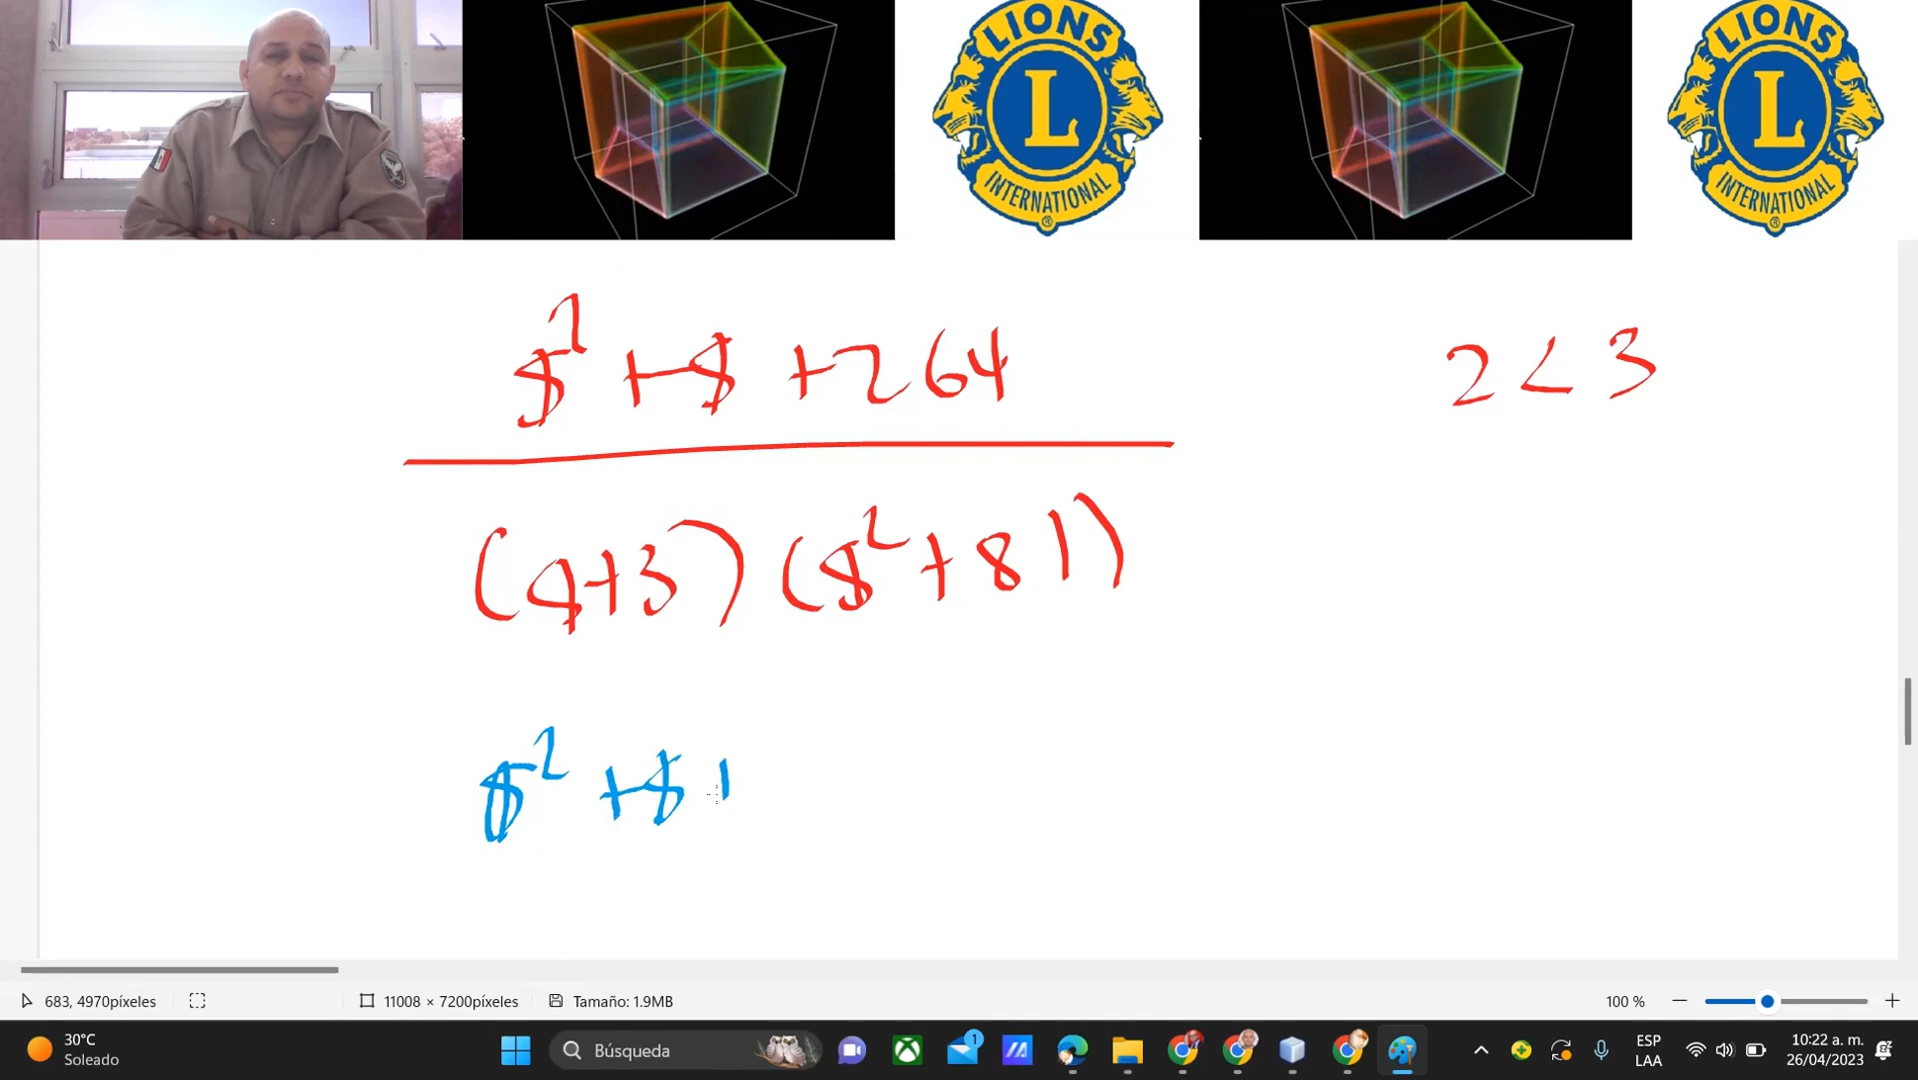 LIONS L INTERNATIONAL ®
LIONS L INTERNATIONAL ®
s² + s + 264
2 < 3
(s+3)(s²+81)
s² + s +
683, 4970píxeles
11008 × 7200píxeles
Tamaño: 1.9MB
100 %
30°C
Soleado
Búsqueda
1
ESP
LAA
10:22 a. m.
26/04/2023